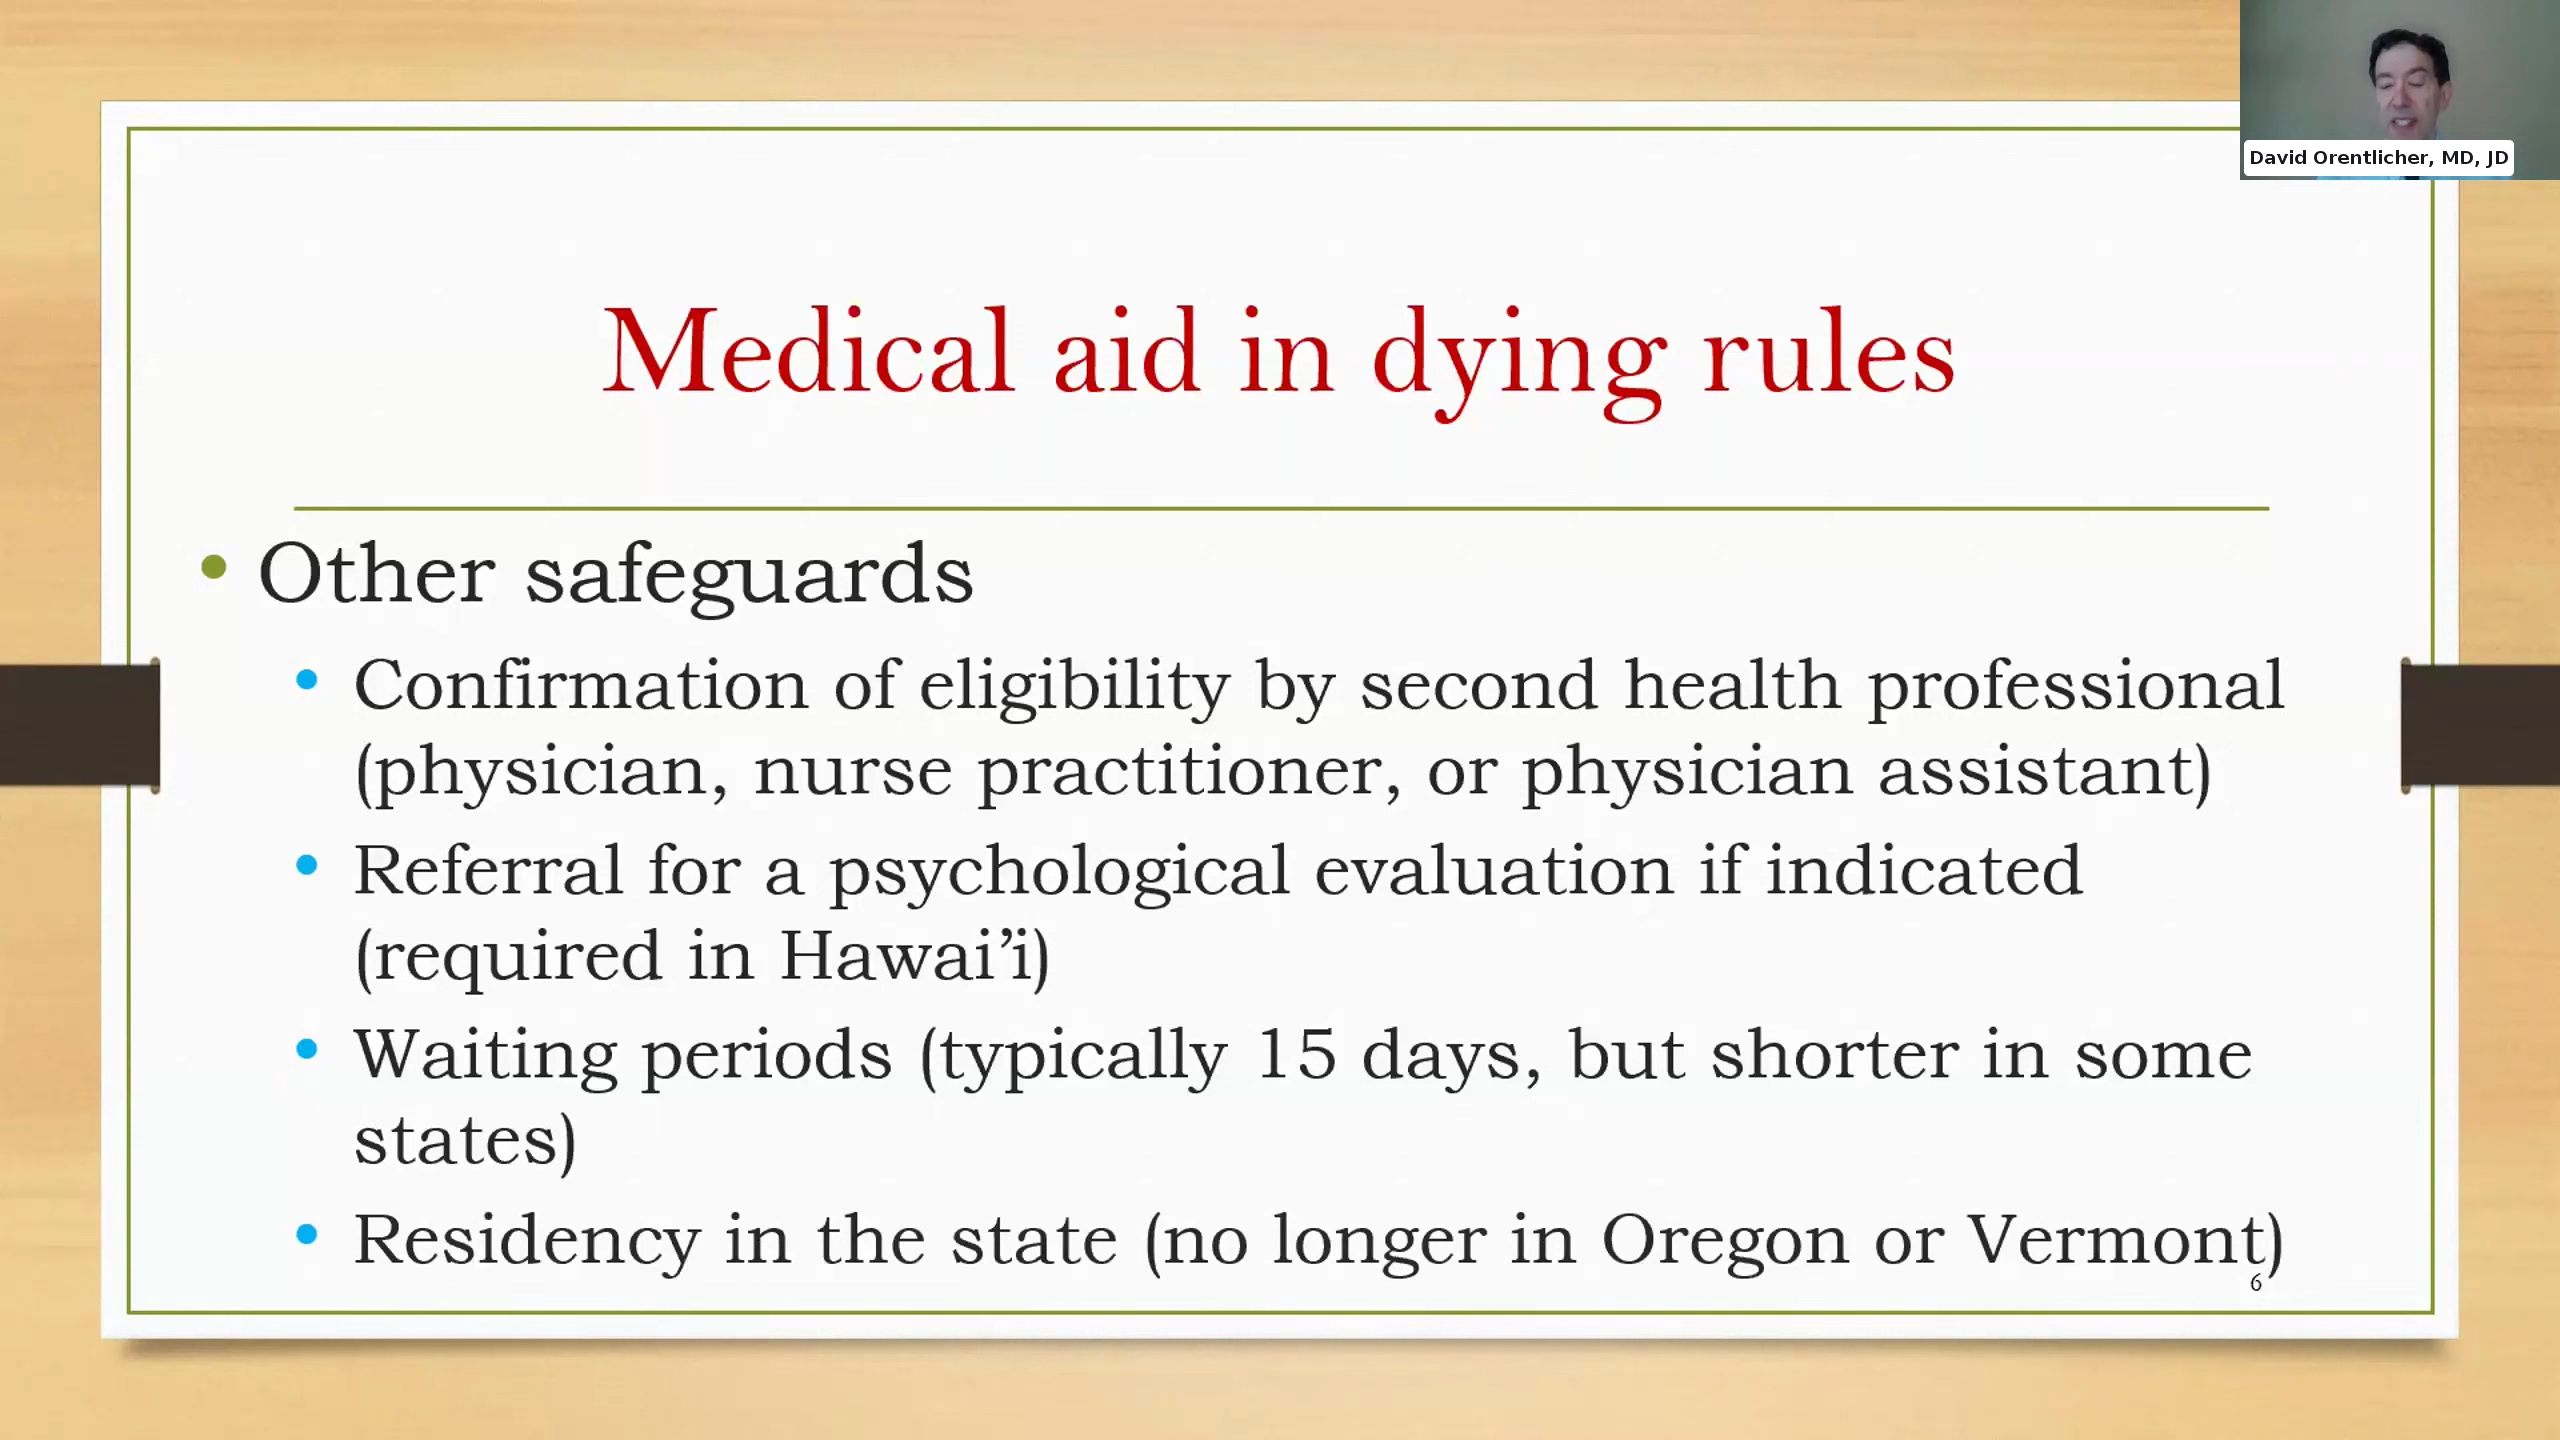 David Orentlicher, MD, JD
Medical aid in dying rules
• Other safeguards
• Confirmation of eligibility by second health professional
(physician, nurse practitioner, or physician assistant)
• Referral for a psychological evaluation if indicated
(required in Hawai’i)
• Waiting periods (typically 15 days, but shorter in some
states)
• Residency in the state (no longer in Oregon or Vermont)
6